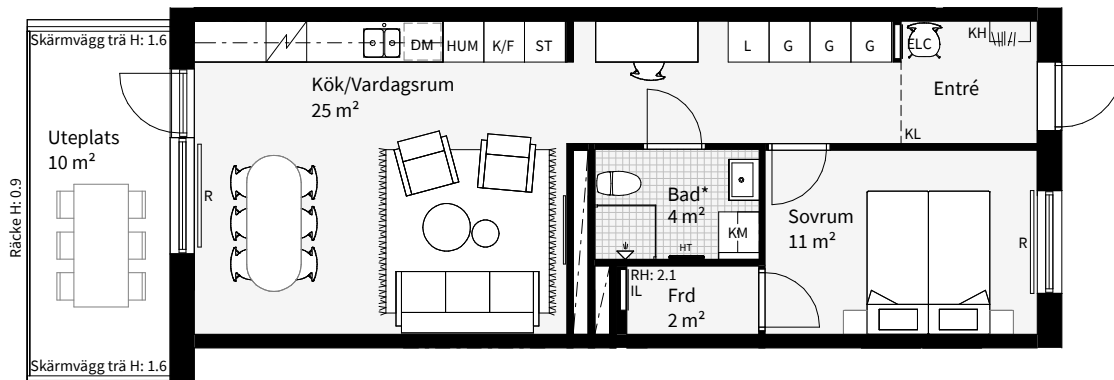 Skärmvägg trä H: 1.6
DM
HUM
K/F
ST
L
G
G
G
ELC
KH
Kök/Vardagsrum
25 m²
Entré
Uteplats
10 m²
KL
R
Räcke H: 0.9
Bad*
4 m²
KM
HT
Sovrum
11 m²
R
RH: 2.1
IL
Frd
2 m²
Skärmvägg trä H: 1.6